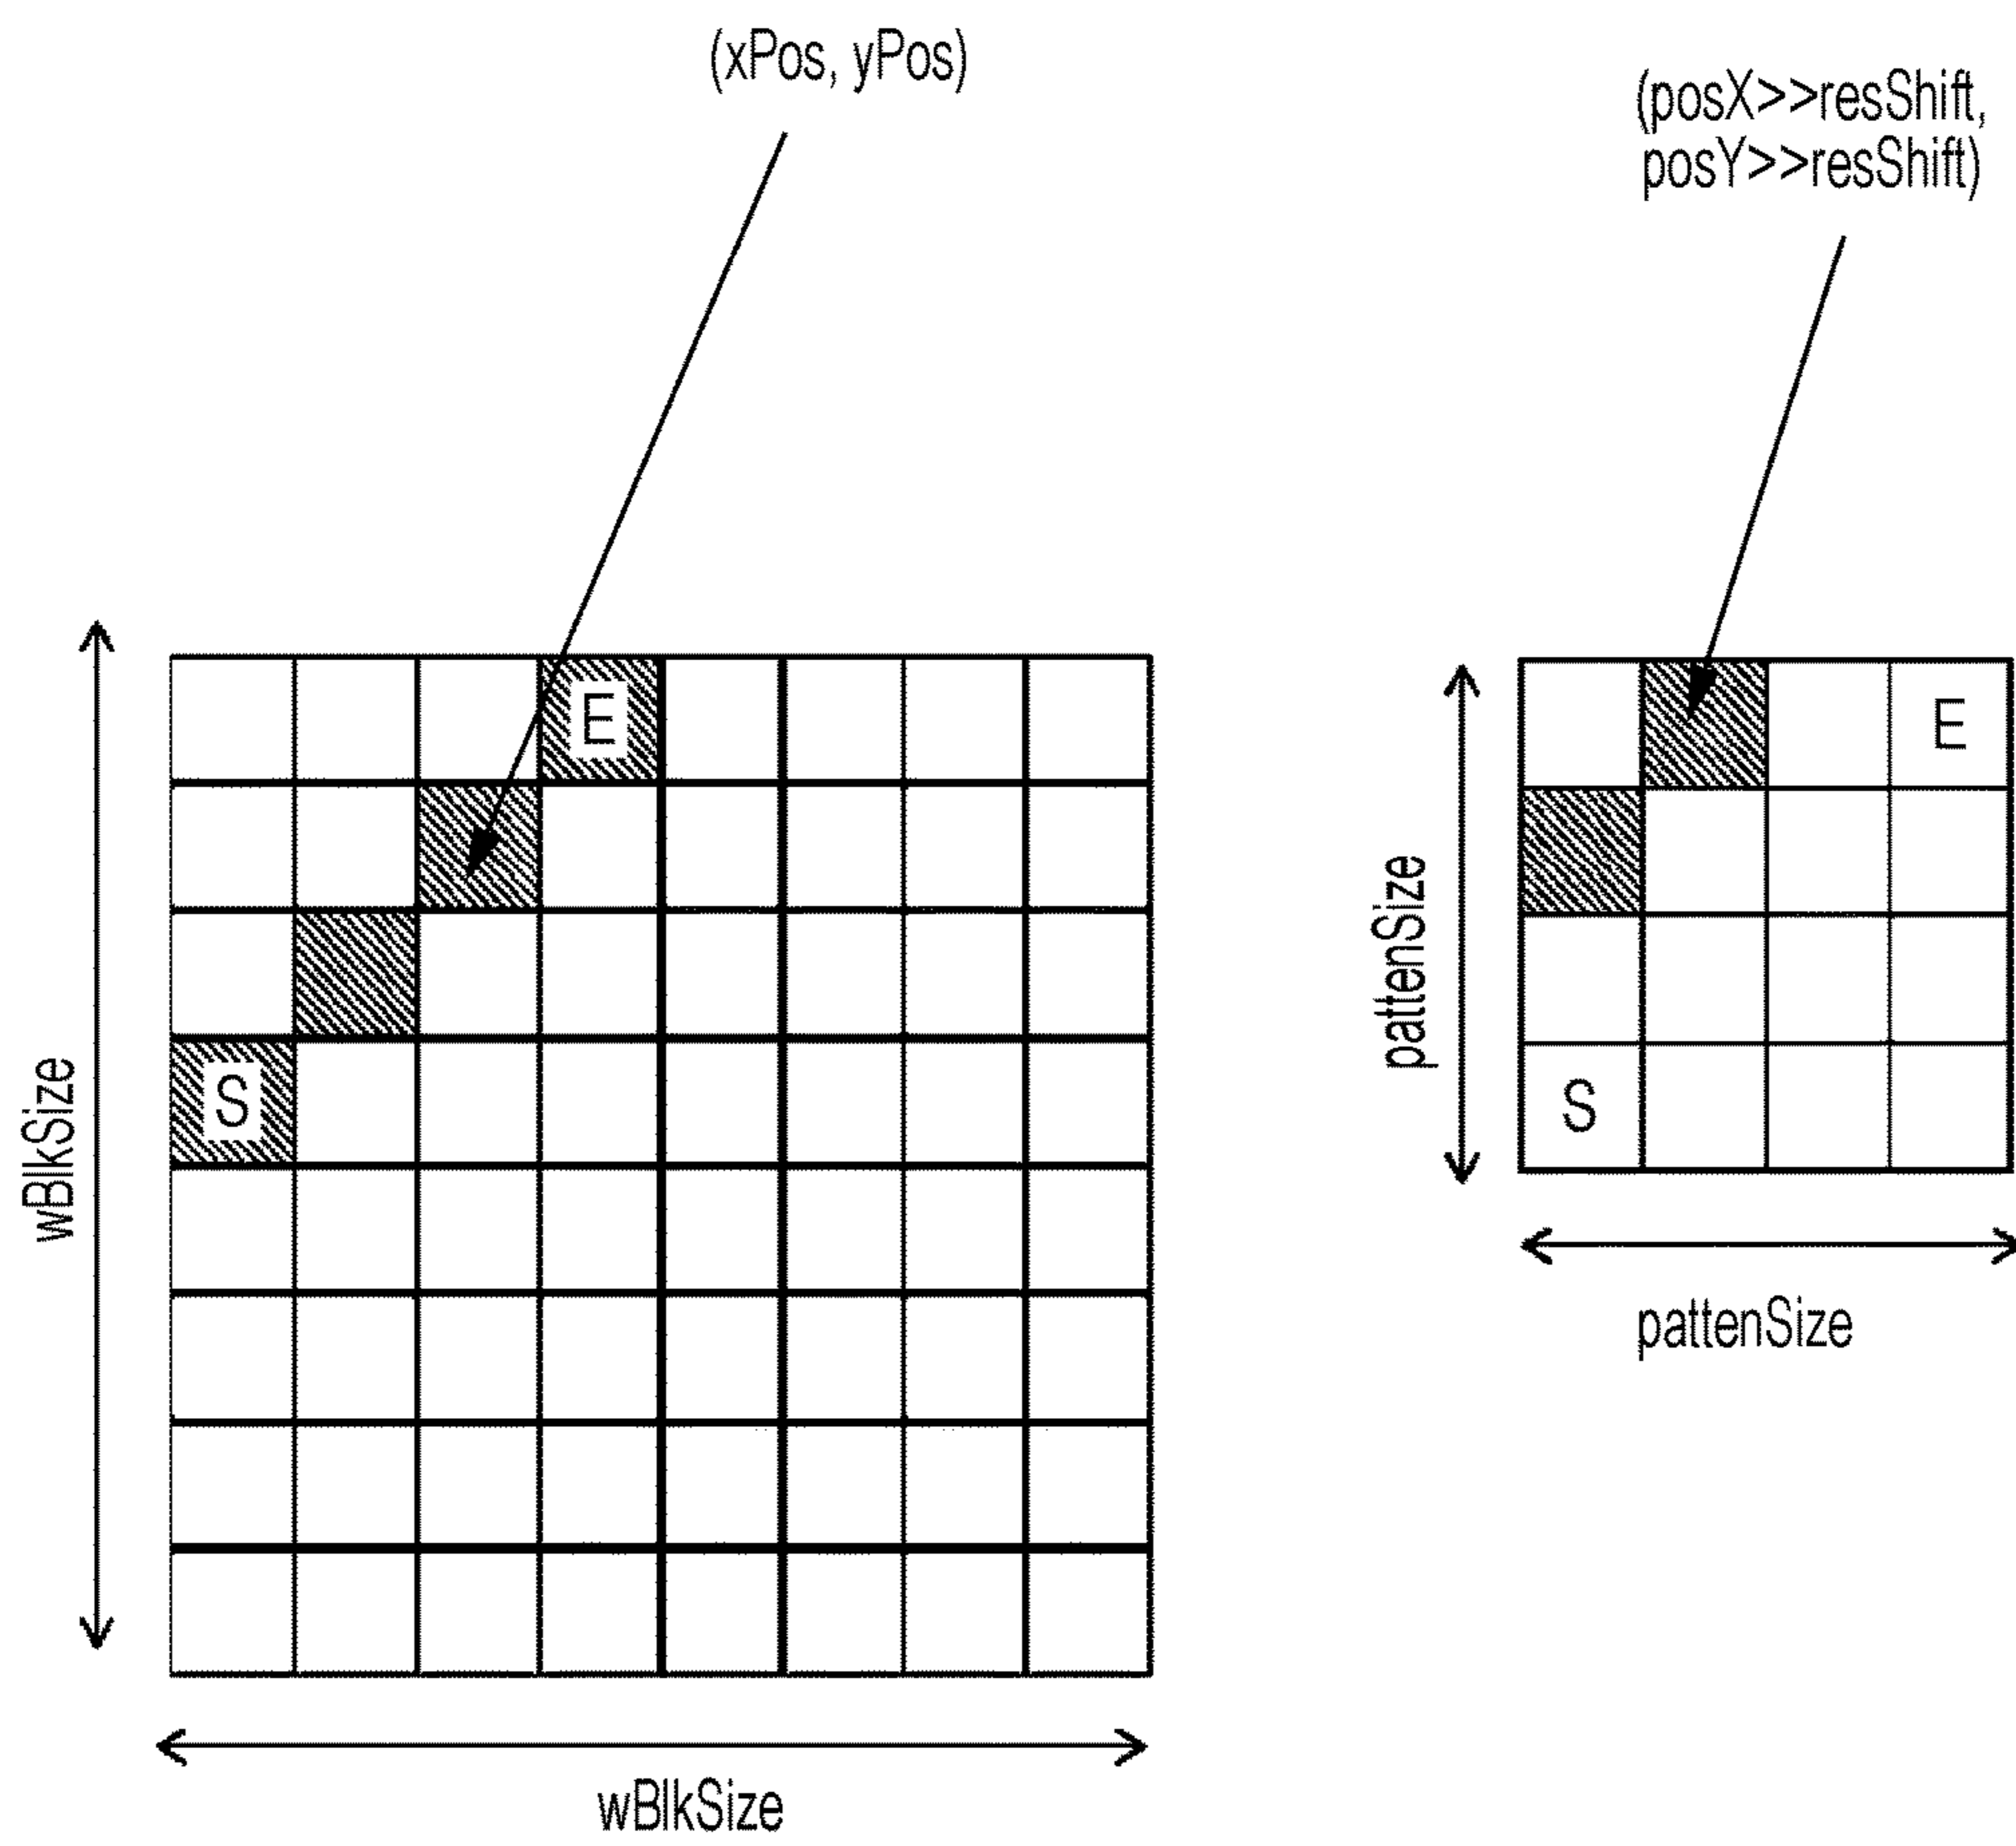 (xPos, yPos)
(posX>>resShift,
posY>>resShift)
E
S
wBlkSize
wBlkSize
E
S
pattenSize
pattenSize